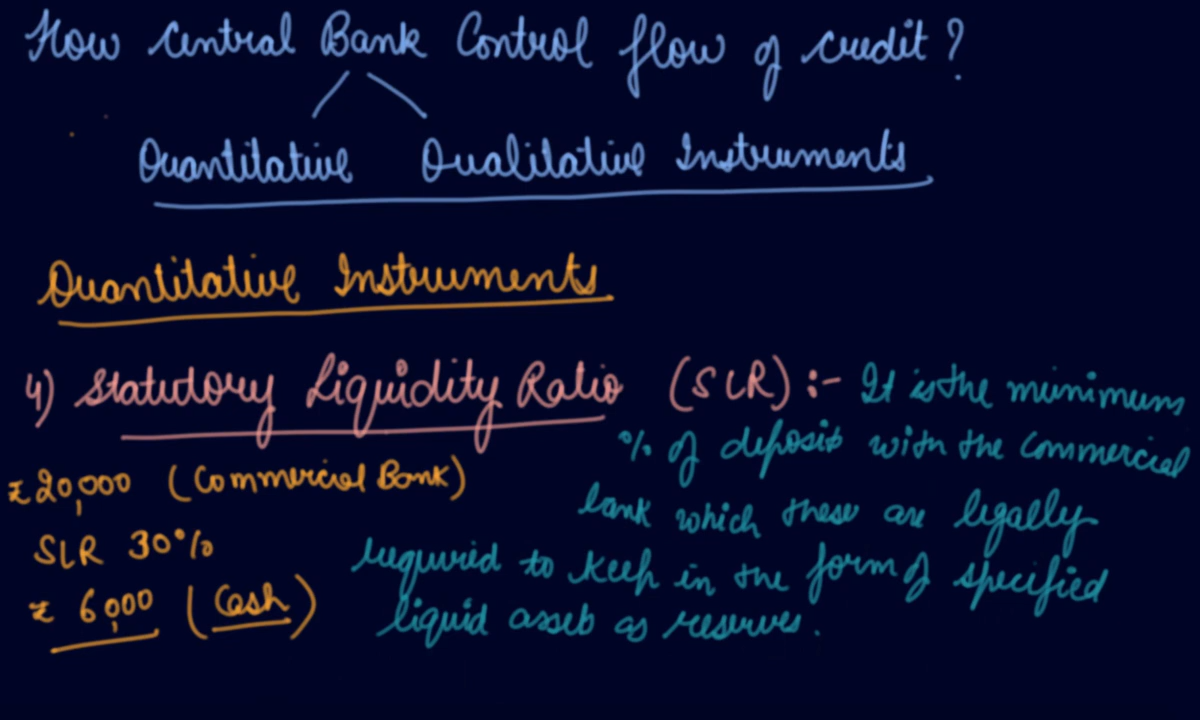 How Central Bank Control flow of credit?
Quantitative Qualitative Instruments
Quantitative Instruments
4) Statutory Liquidity Ratio (SLR) :- It is the minimum
% of deposits with the commercial
₹20,000 (Commercial Bank)
bank which these are legally
SLR 30%
required to keep in the form of specified
₹ 6,000 (Cash)
liquid assets as reserves.